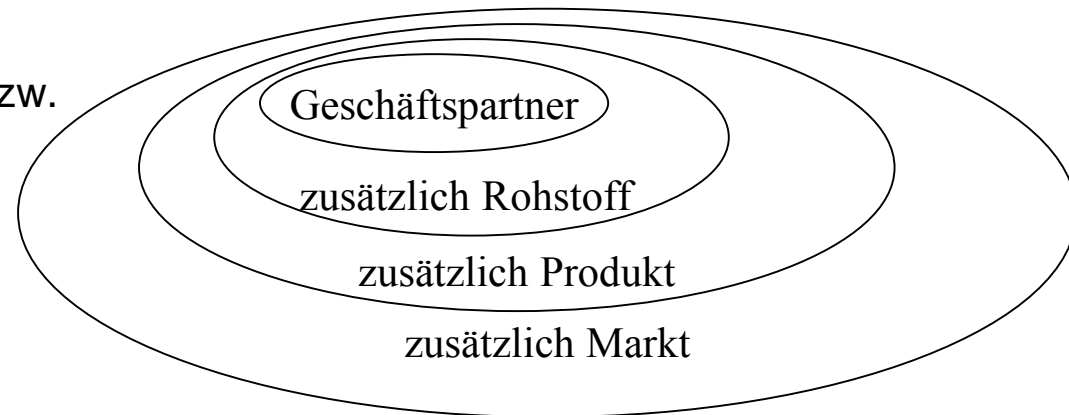 zw.
Geschäftspartner
zusätzlich Rohstoff
zusätzlich Produkt
zusätzlich Markt